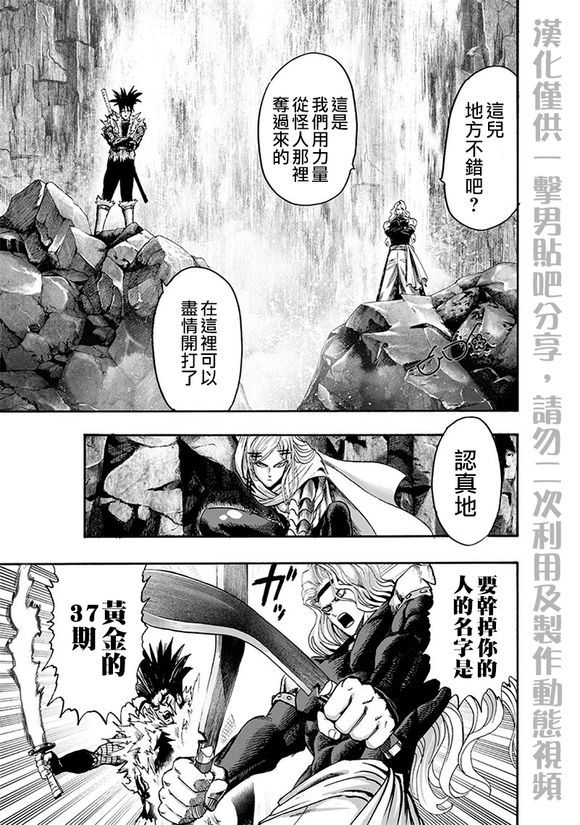 這兒
地方不錯吧？
這是
我們用力量
從怪人那裡
奪過來的
在這裡可以
盡情開打了
認真地
要幹掉你的
人的名字是
黃金的
37期
ガッ
漢化僅供一擊男貼吧分享，請勿二次利用及製作動態視頻